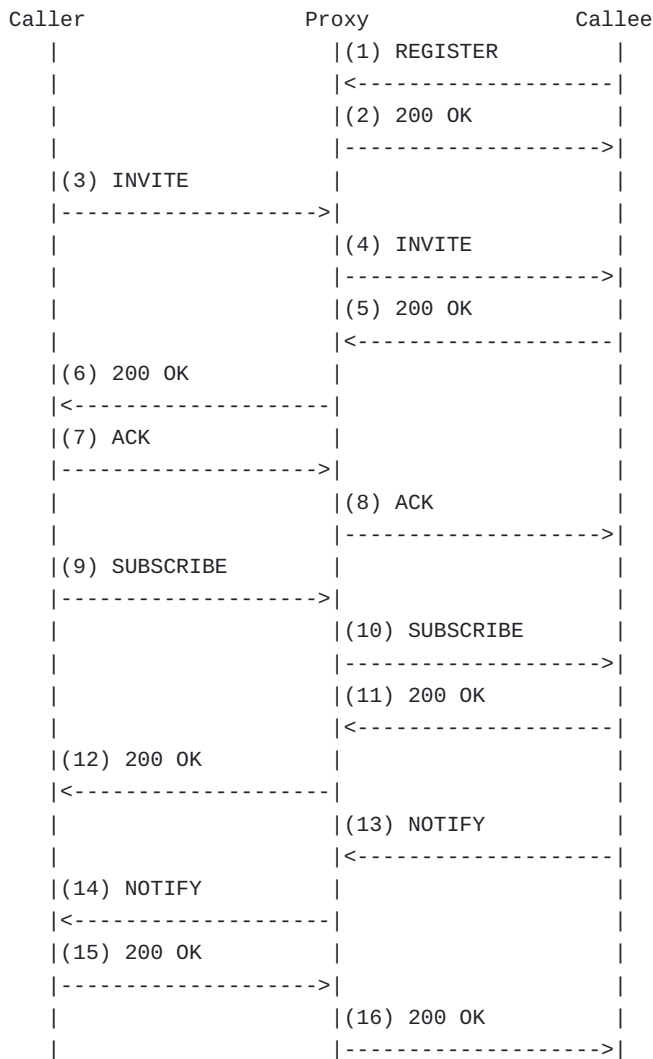 Caller Proxy Callee
(1) REGISTER
(2) 200 OK
(3) INVITE
(4) INVITE
(5) 200 OK
(6) 200 OK
(7) ACK
(8) ACK
(9) SUBSCRIBE
(10) SUBSCRIBE
(11) 200 OK
(12) 200 OK
(13) NOTIFY
(14) NOTIFY
(15) 200 OK
(16) 200 OK